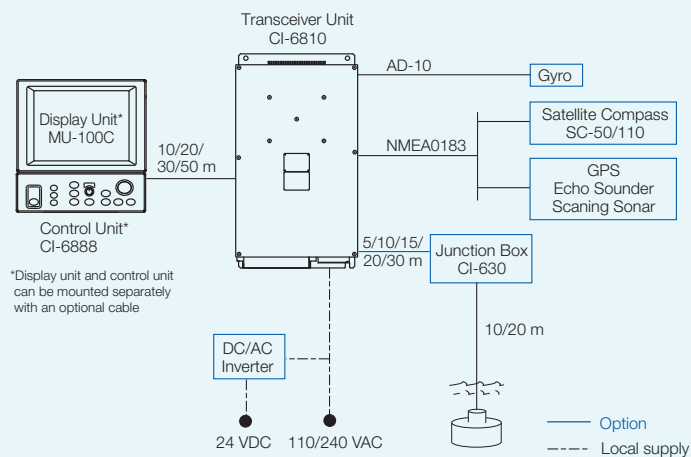 Transceiver Unit
CI-6810
AD-10
Gyro
Display Unit*
MU-100C
10/20/
30/50 m
NMEA0183
Satellite Compass
SC-50/110
GPS
Echo Sounder
Scaning Sonar
Control Unit*
CI-6888
*Display unit and control unit
can be mounted separately
with an optional cable
5/10/15/
20/30 m
Junction Box
CI-630
10/20 m
DC/AC
Inverter
24 VDC
110/240 VAC
Option
Local supply